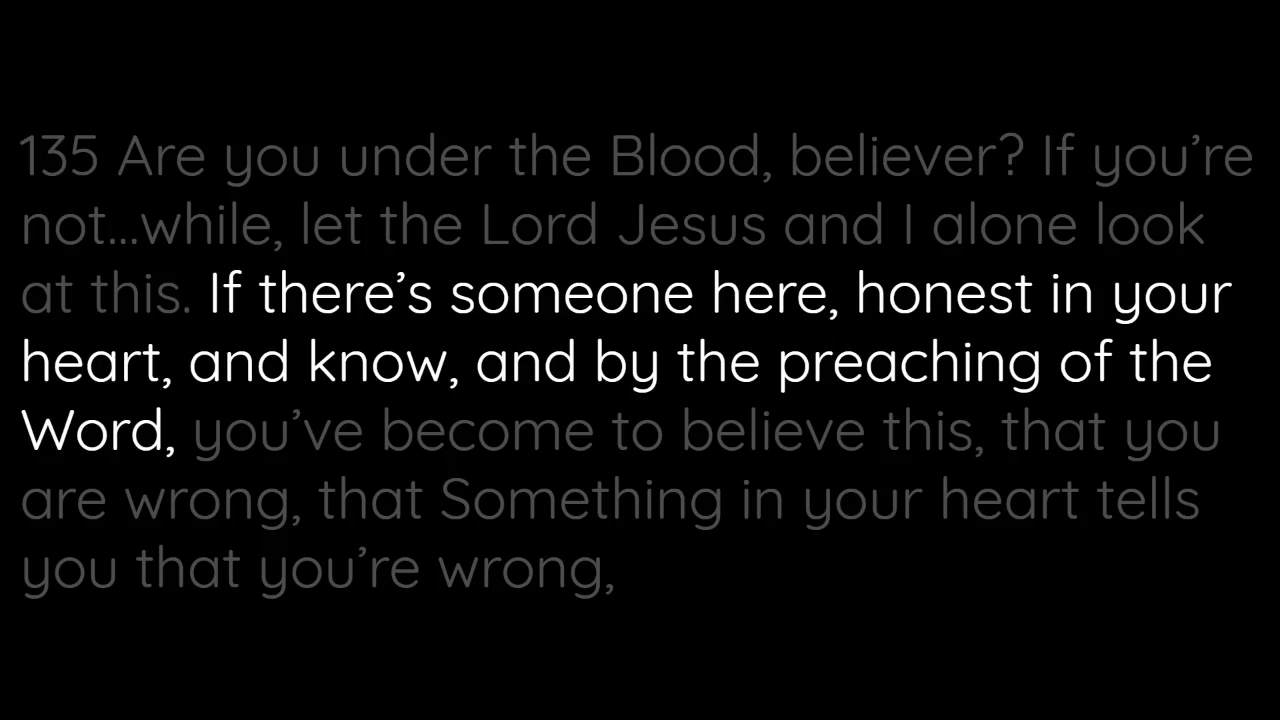 135 Are you under the Blood, believer? If you’re
not...while, let the Lord Jesus and I alone look
at this. If there’s someone here, honest in your
heart, and know, and by the preaching of the
Word, you’ve become to believe this, that you
are wrong, that Something in your heart tells
you that you’re wrong,